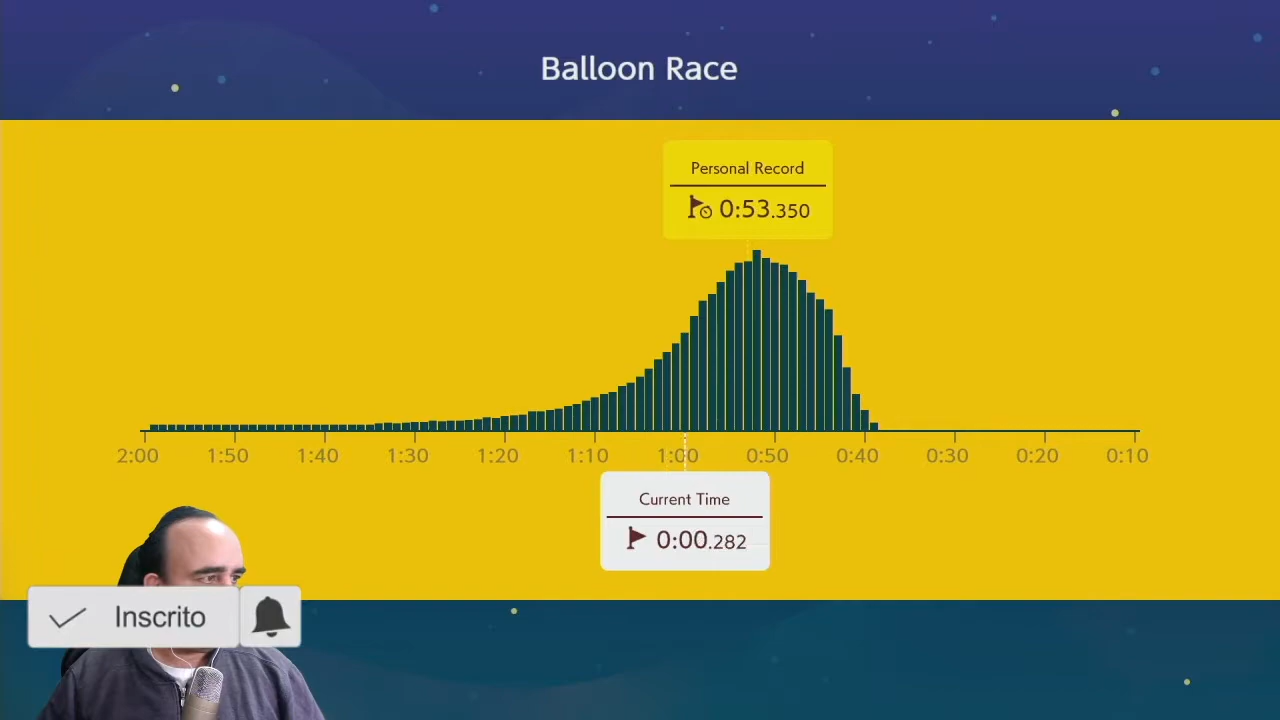 Balloon Race
Personal Record
0:53.350
2:00 1:50 1:40 1:30 1:20 1:10 1:00 0:50 0:40 0:30 0:20 0:10
Current Time
0:00.282
Inscrito